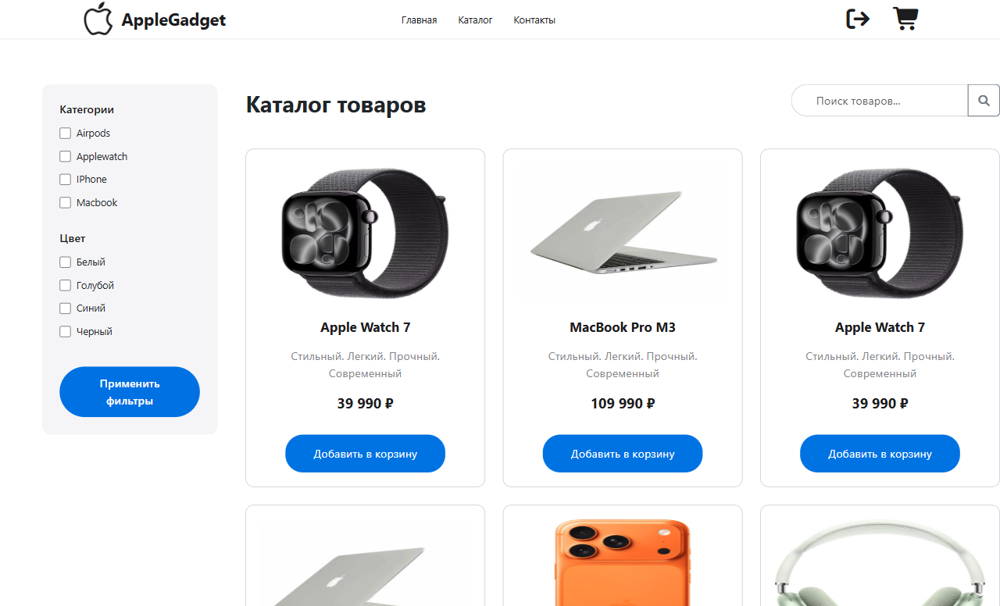 AppleGadget
Главная
Каталог
Контакты
Категории
Airpods
Applewatch
IPhone
Macbook
Цвет
Белый
Голубой
Синий
Черный
Применить
фильтры
Каталог товаров
Поиск товаров...
Apple Watch 7
Стильный. Легкий. Прочный.
Современный
39 990 ₽
Добавить в корзину
MacBook Pro M3
Стильный. Легкий. Прочный.
Современный
109 990 ₽
Добавить в корзину
Apple Watch 7
Стильный. Легкий. Прочный.
Современный
39 990 ₽
Добавить в корзину